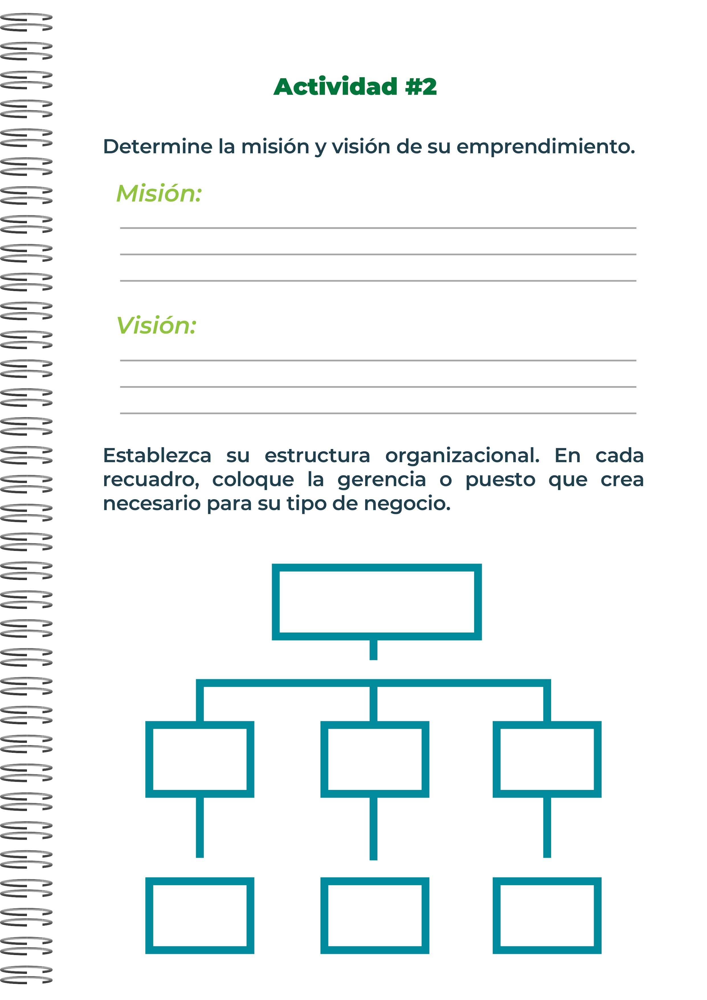 Actividad #2
Determine la misión y visión de su emprendimiento.
Misión:
Visión:
Establezca su estructura organizacional. En cada
recuadro, coloque la gerencia o puesto que crea
necesario para su tipo de negocio.